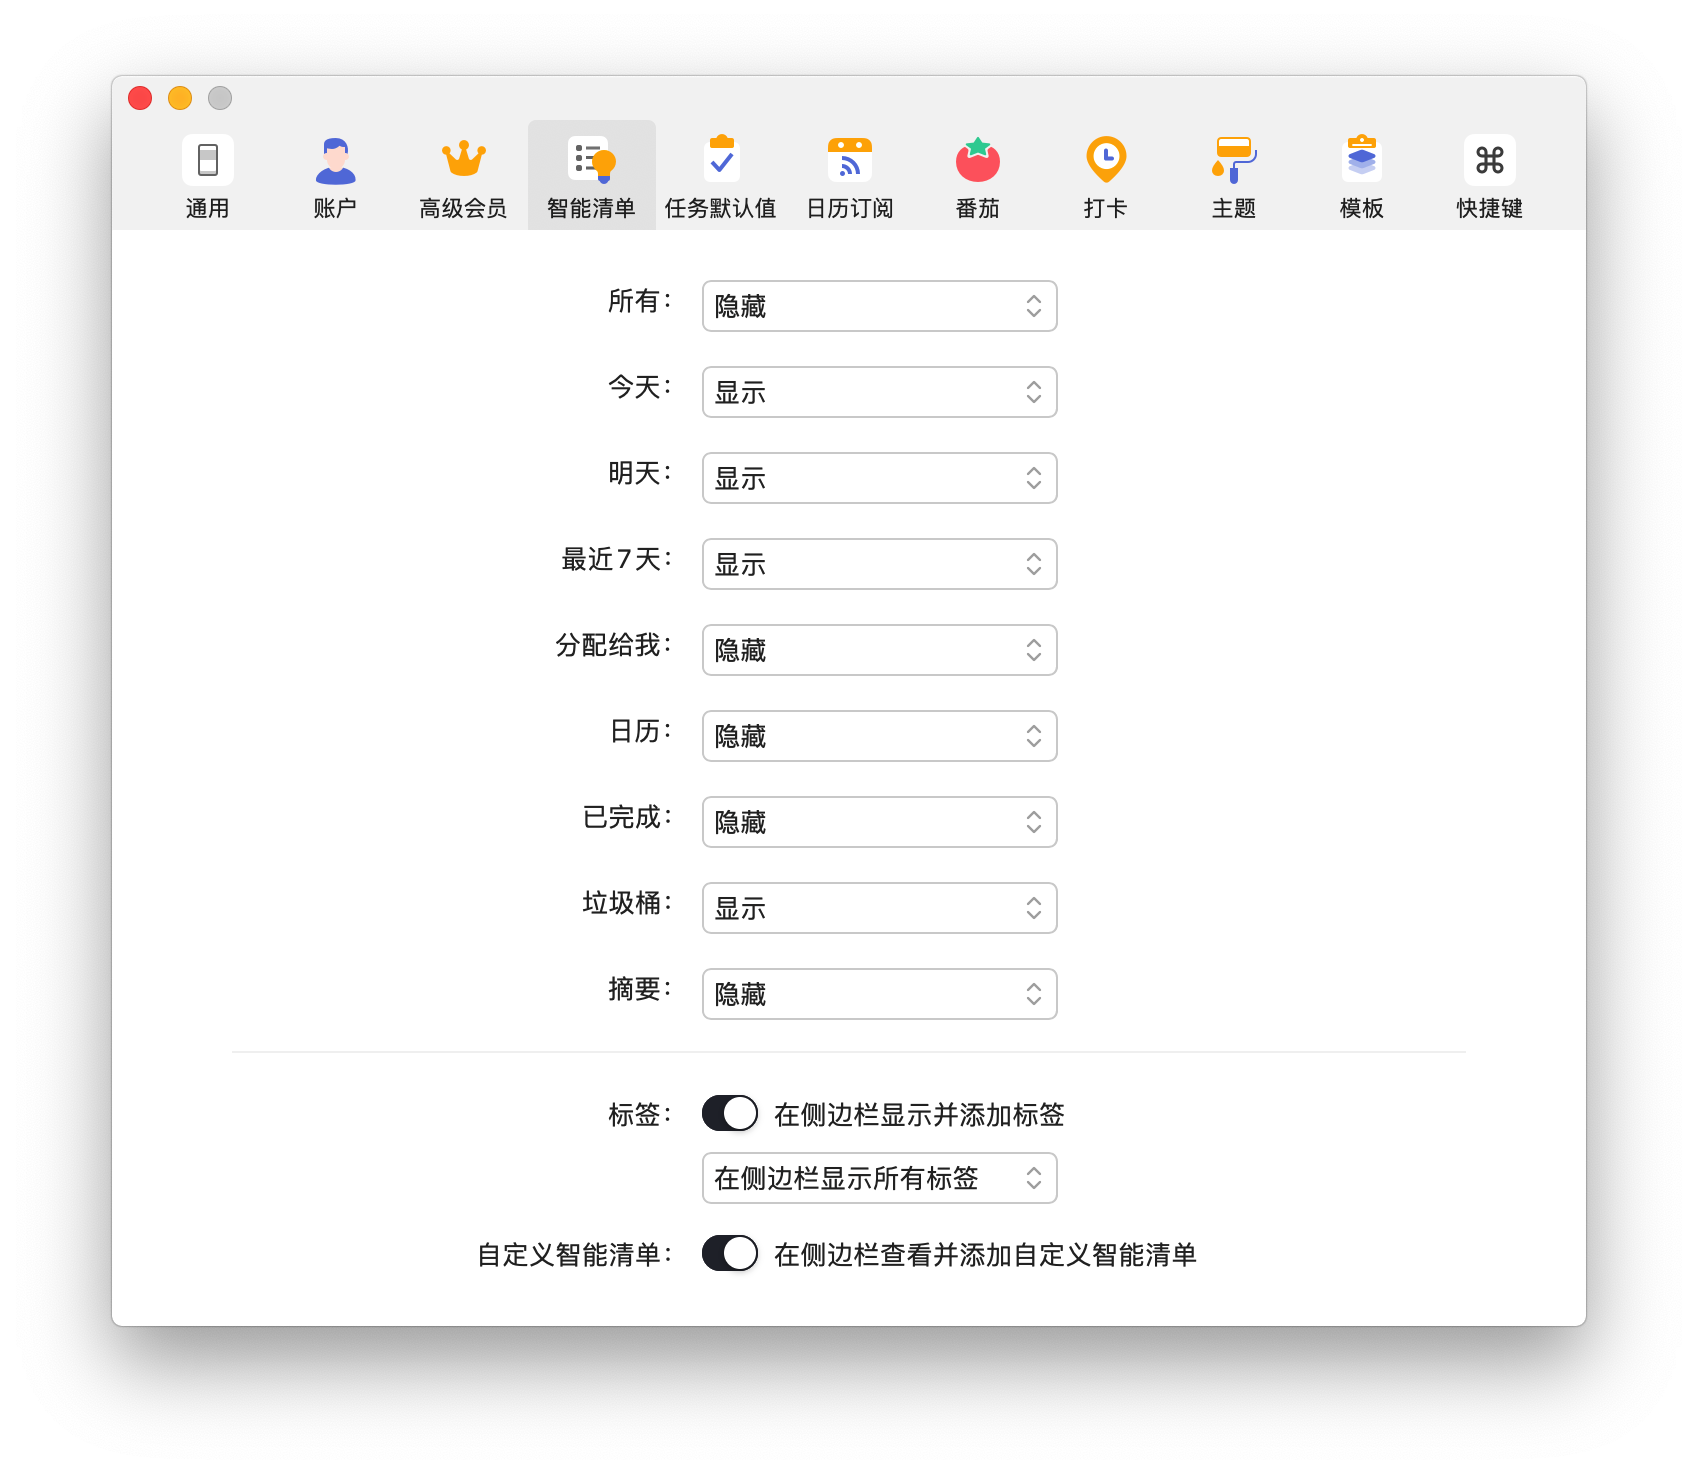 通用 账户 高级会员 智能清单 任务默认值 日历订阅 番茄 打卡 主题 模板 快捷键
所有： 隐藏
今天： 显示
明天： 显示
最近7天： 显示
分配给我： 隐藏
日历： 隐藏
已完成： 隐藏
垃圾桶： 显示
摘要： 隐藏
标签： 在侧边栏显示并添加标签
在侧边栏显示所有标签
自定义智能清单： 在侧边栏查看并添加自定义智能清单